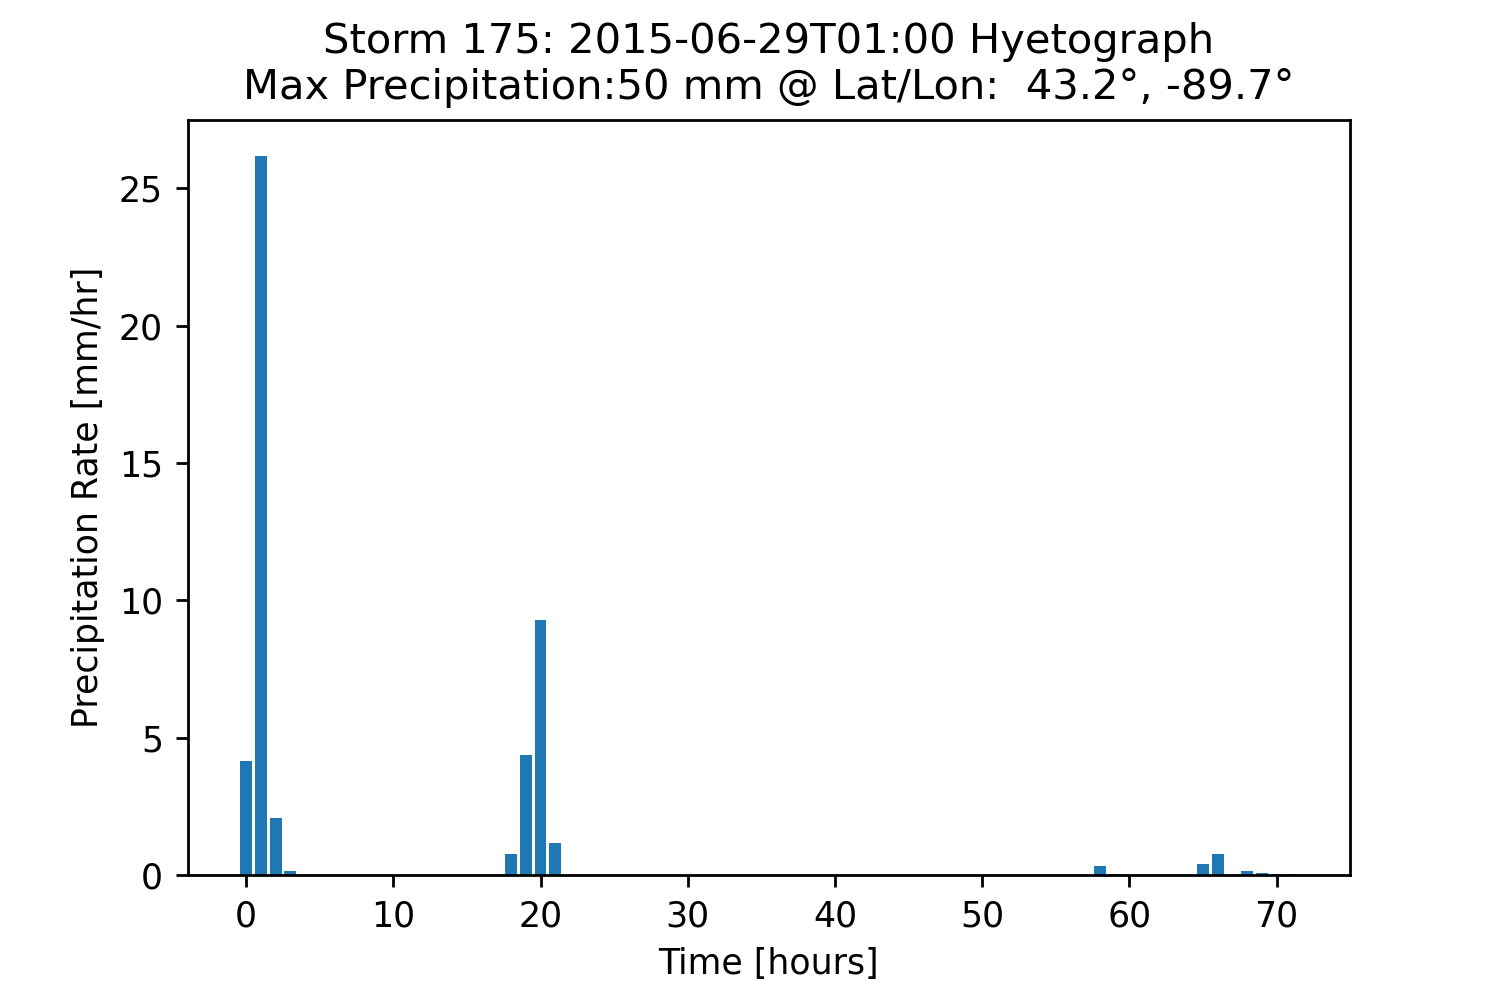 Storm 175: 2015-06-29T01:00 Hyetograph
Max Precipitation:50 mm @ Lat/Lon:  43.2°, -89.7°
Precipitation Rate [mm/hr]
25
20
15
10
5
0
0 10 20 30 40 50 60 70
Time [hours]